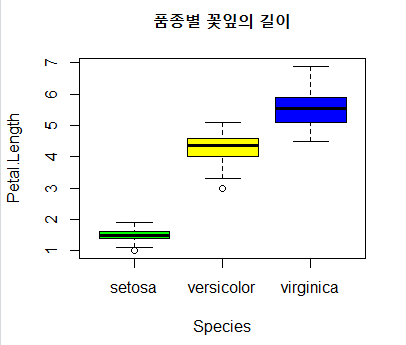 품종별 꽃잎의 길이
Petal.Length
7
6
5
4
3
2
1
setosa versicolor virginica
Species